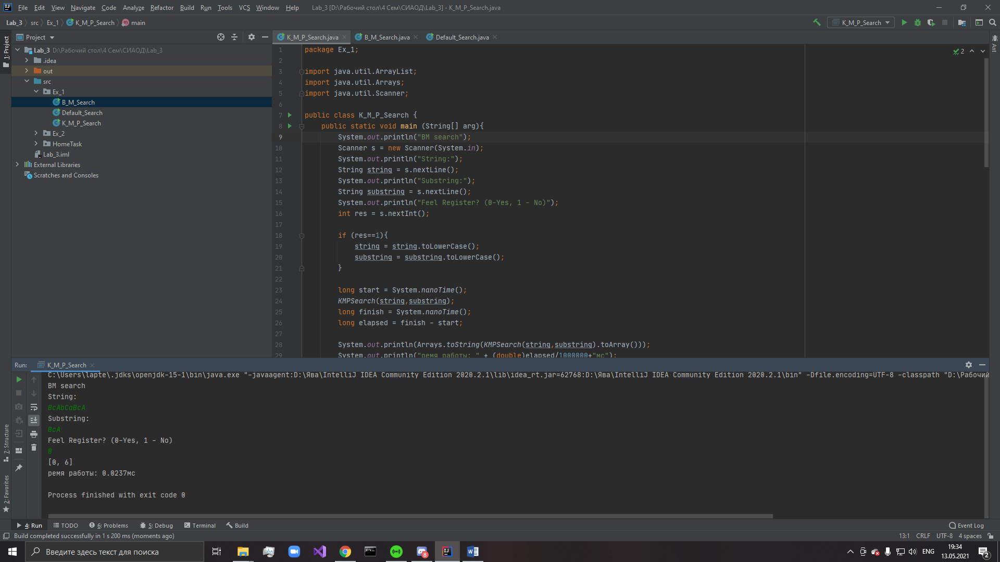 File Edit View Navigate Code Analyze Refactor Build Run Tools VCS Window Help Lab_3 [D:\Рабочий стол\4 Сем\СИАОД\Lab_3] - K_M_P_Search.java
Lab_3 src Ex_1 K_M_P_Search main
K_M_P_Search
1: Project
Project
K_M_P_Search.java
B_M_Search.java
Default_Search.java
Ant
Lab_3 D:\Рабочий стол\4 Сем\СИАОД\Lab_3
.idea
out
src
Ex_1
B_M_Search
Default_Search
K_M_P_Search
Ex_2
HomeTask
Lab_3.iml
External Libraries
Scratches and Consoles
2
1 package Ex_1;
2
3 import java.util.ArrayList;
4 import java.util.Arrays;
5 import java.util.Scanner;
6
7 public class K_M_P_Search {
8 public static void main (String[] arg){
9 System.out.println("BM search");
10 Scanner s = new Scanner(System.in);
11 System.out.println("String:");
12 String string = s.nextLine();
13 System.out.println("Substring:");
14 String substring = s.nextLine();
15 System.out.println("Feel Register? (0-Yes, 1 - No)");
16 int res = s.nextInt();
17
18 if (res==1){
19 string = string.toLowerCase();
20 substring = substring.toLowerCase();
21 }
22
23 long start = System.nanoTime();
24 KMPSearch(string,substring);
25 long finish = System.nanoTime();
26 long elapsed = finish - start;
27
28 System.out.println(Arrays.toString(KMPSearch(string,substring).toArray()));
29 System.out.println("ремя работы: " + (double)elapsed/1000000+"мс");
Run: K_M_P_Search
C:\Users\lapte\.jdks\openjdk-15-1\bin\java.exe "-javaagent:D:\Ява\IntelliJ IDEA Community Edition 2020.2.1\lib\idea_rt.jar=62768:D:\Ява\IntelliJ IDEA Community Edition 2020.2.1\bin" -Dfile.encoding=UTF-8 -classpath "D:\Рабочий
BM search
String:
BcAbCaBcA
Substring:
BcA
Feel Register? (0-Yes, 1 - No)
0
[0, 6]
ремя работы: 0.0237мс
Process finished with exit code 0
7: Structure
2: Favorites
4: Run TODO 6: Problems 5: Debug Terminal Build Event Log
Build completed successfully in 1 s 200 ms (moments ago) 13:1 CRLF UTF-8 4 spaces
Введите здесь текст для поиска
8
ENG
19:34
13.05.2021
2